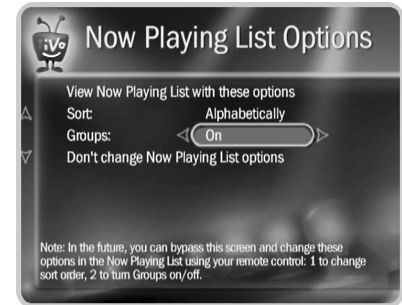 TiVo
Now Playing List Options
View Now Playing List with these options
Sort: Alphabetically
Groups: On
Don't change Now Playing List options
Note: In the future, you can bypass this screen and change these
options in the Now Playing List using your remote control: 1 to change
sort order, 2 to turn Groups on/off.